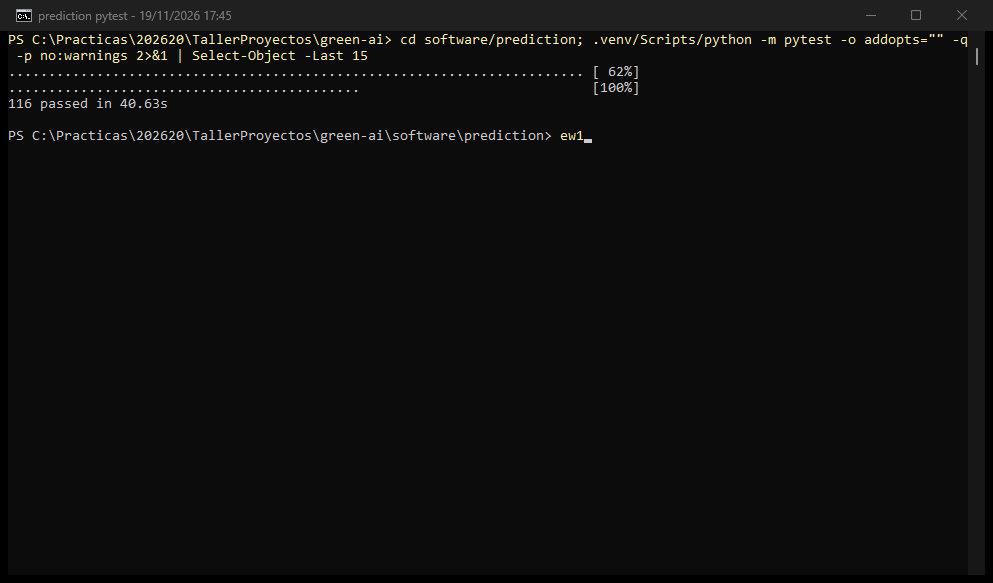 prediction pytest - 19/11/2026 17:45
PS C:\Practicas\202620\TallerProyectos\green-ai> cd software/prediction; .venv/Scripts/python -m pytest -o addopts="" -q
 -p no:warnings 2>&1 | Select-Object -Last 15
........................................................................ [ 62%]
............................................                             [100%]
116 passed in 40.63s
PS C:\Practicas\202620\TallerProyectos\green-ai\software\prediction> ew1_